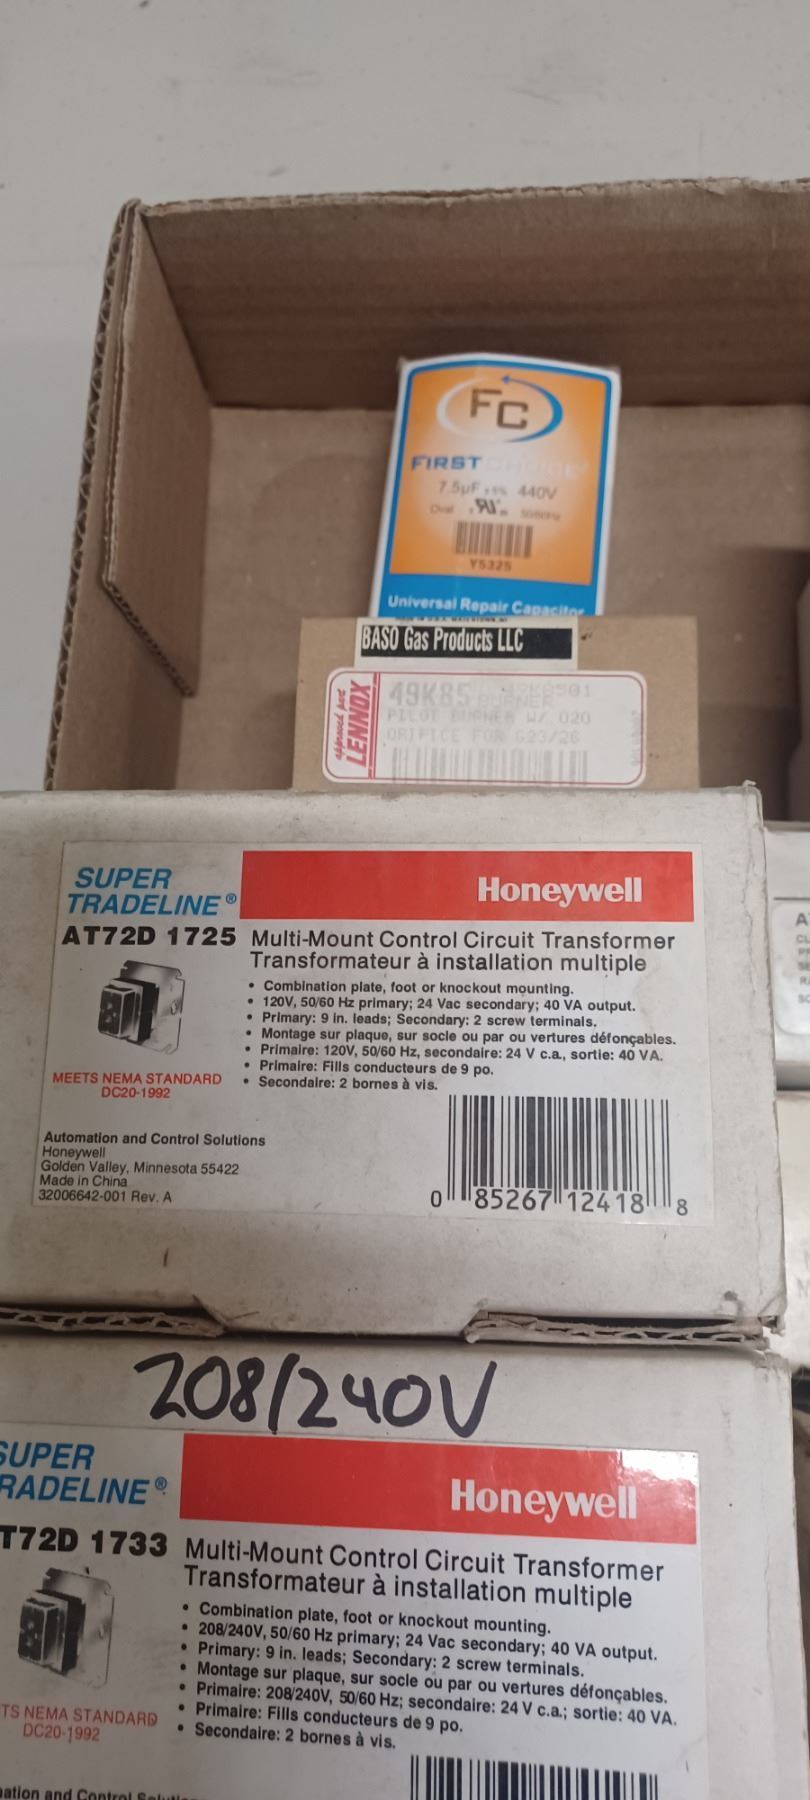 FC
FIRST CHOICE
7.5µF ±5% 440V
Oval 50/60Hz
Y5325
Universal Repair Capacitor
BASO Gas Products LLC
approved part
LENNOX
49K85 49K8501
BURNER
PILOT BURNER W/ 020
ORIFICE FOR G23/26
SUPER
TRADELINE®
Honeywell
AT72D 1725 Multi-Mount Control Circuit Transformer
Transformateur à installation multiple
• Combination plate, foot or knockout mounting.
• 120V, 50/60 Hz primary; 24 Vac secondary; 40 VA output.
• Primary: 9 in. leads; Secondary: 2 screw terminals.
• Montage sur plaque, sur socle ou par ou vertures défonçables.
• Primaire: 120V, 50/60 Hz, secondaire: 24 V c.a., sortie: 40 VA.
• Primaire: Fills conducteurs de 9 po.
• Secondaire: 2 bornes à vis.
MEETS NEMA STANDARD
DC20-1992
Automation and Control Solutions
Honeywell
Golden Valley, Minnesota 55422
Made in China
32006642-001 Rev. A
0 85267 12418 8
208/240V
SUPER
RADELINE®
Honeywell
T72D 1733 Multi-Mount Control Circuit Transformer
Transformateur à installation multiple
• Combination plate, foot or knockout mounting.
• 208/240V, 50/60 Hz primary; 24 Vac secondary; 40 VA output.
• Primary: 9 in. leads; Secondary: 2 screw terminals.
• Montage sur plaque, sur socle ou par ou vertures défonçables.
• Primaire: 208/240V, 50/60 Hz; secondaire: 24 V c.a.; sortie: 40 VA.
• Primaire: Fills conducteurs de 9 po.
• Secondaire: 2 bornes à vis.
TS NEMA STANDARD
DC20-1992
ation and Control